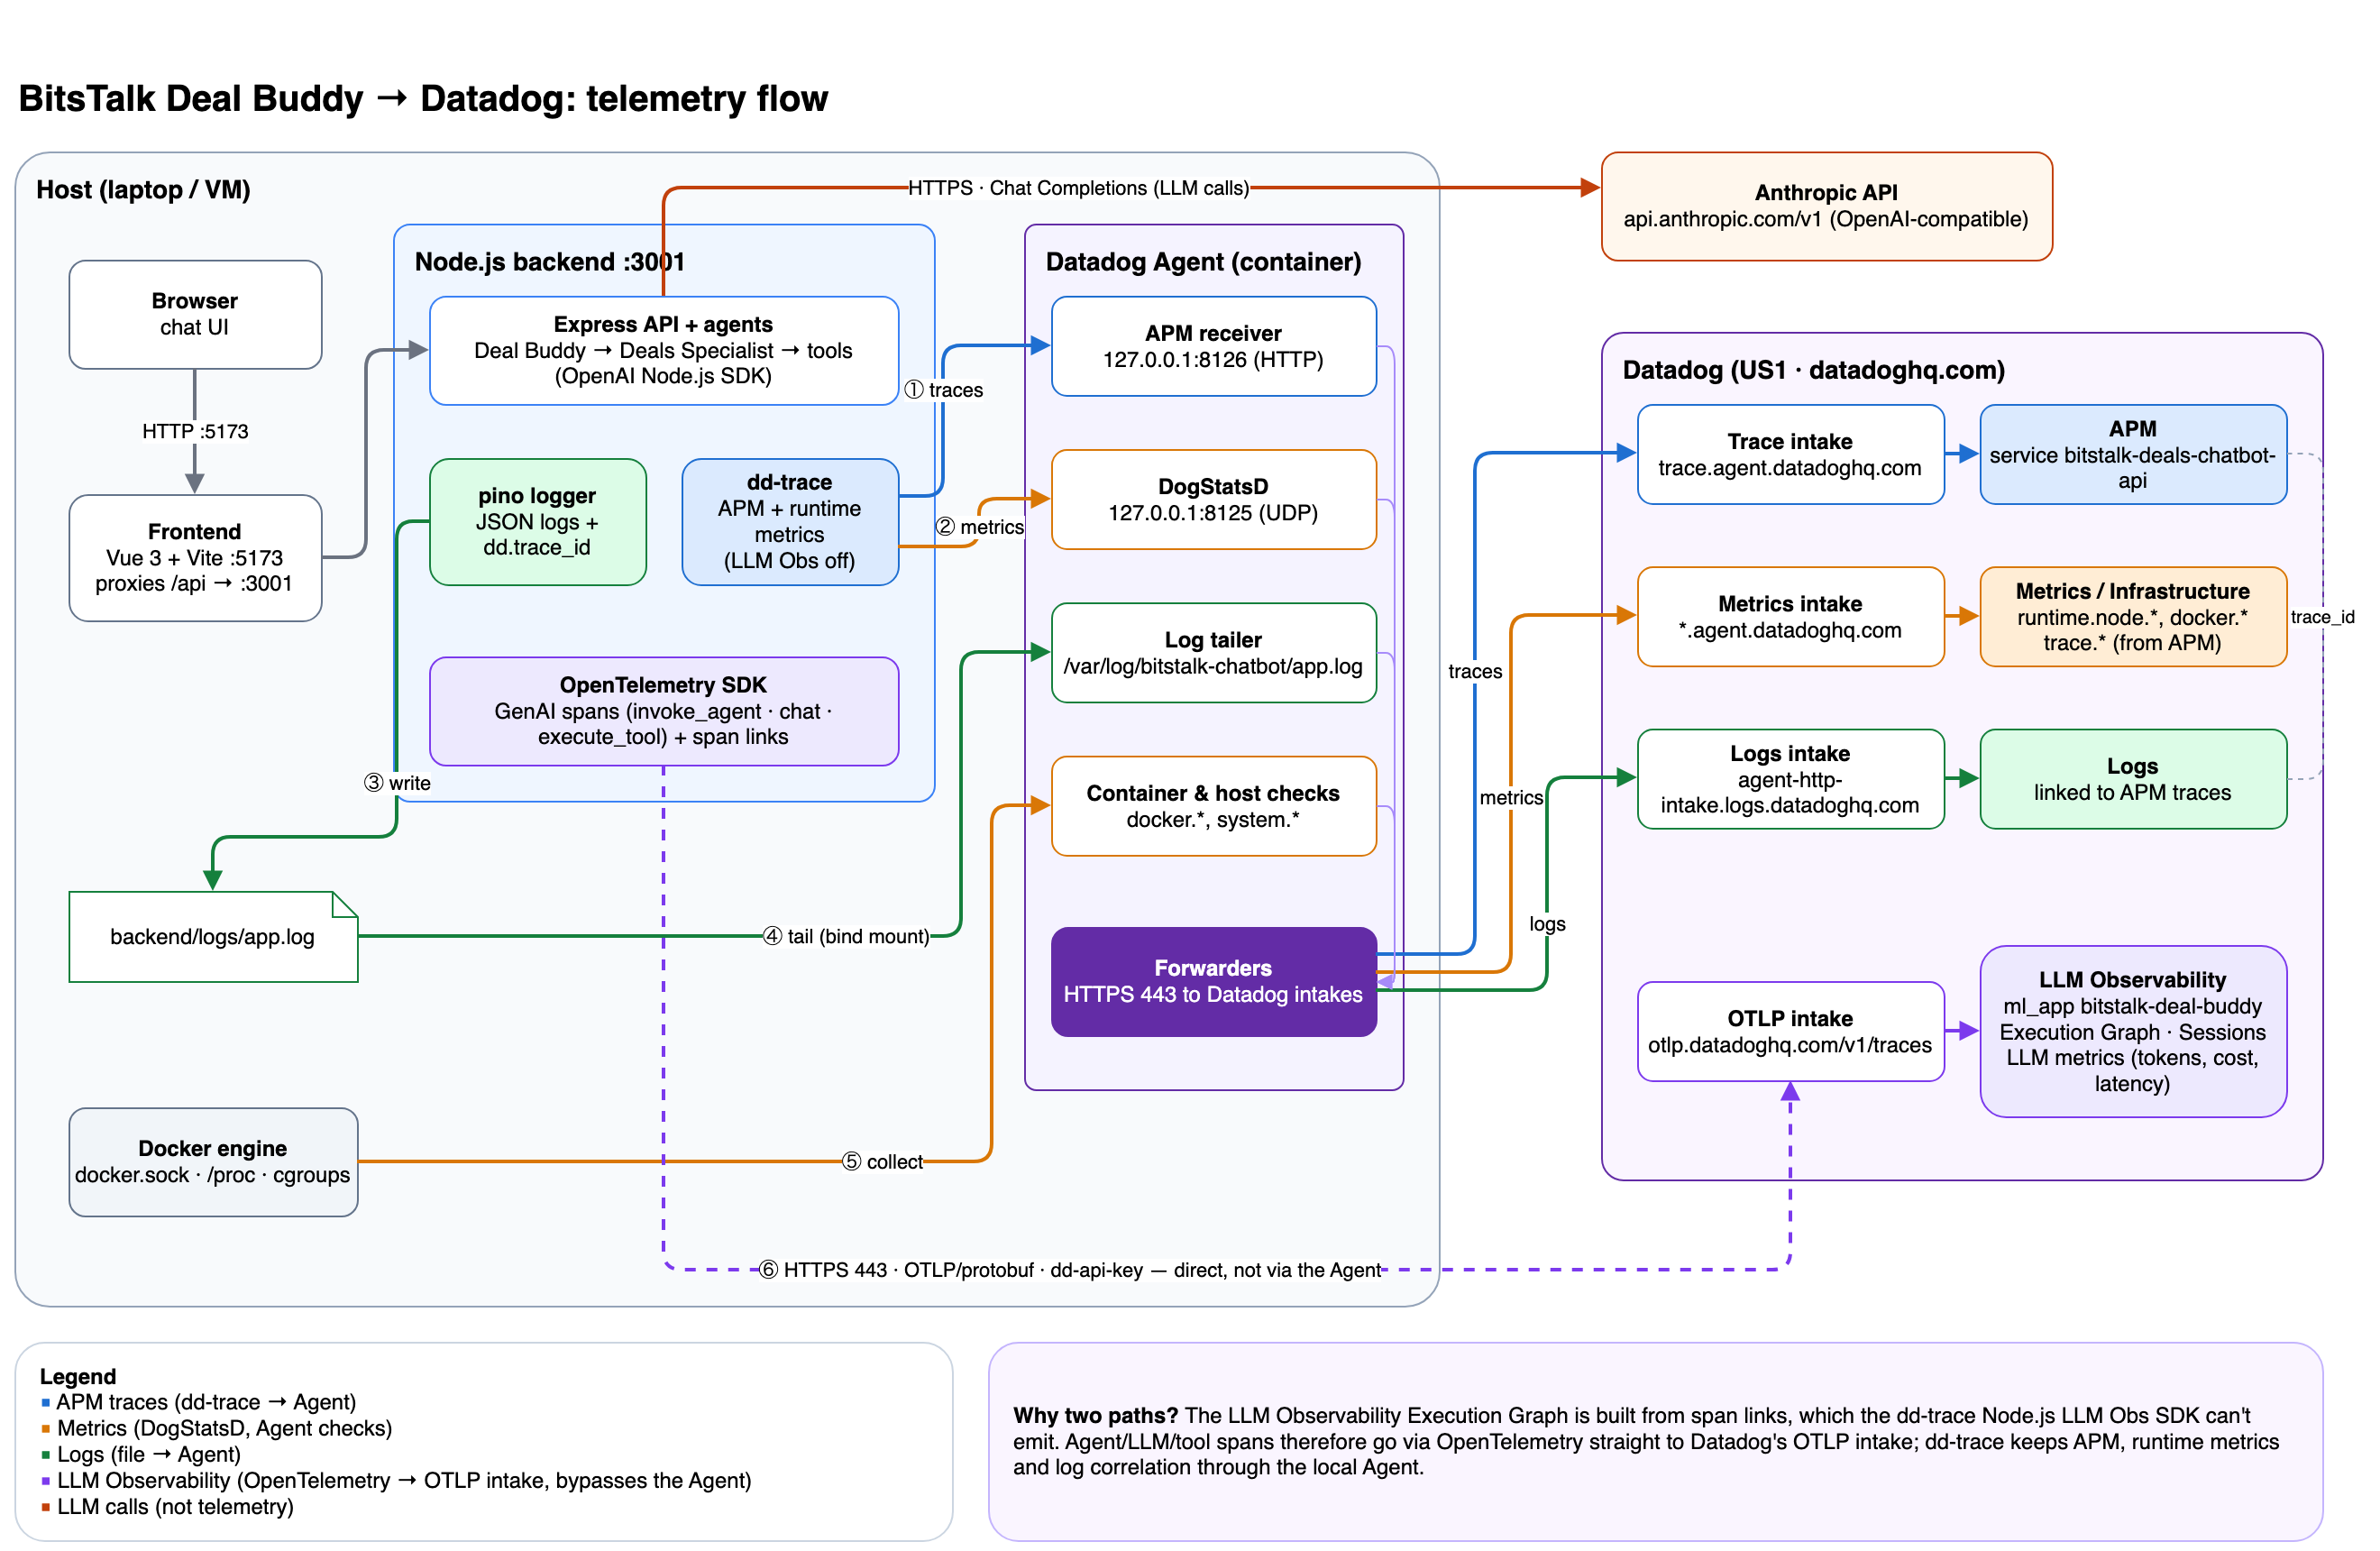 BitsTalk Deal Buddy → Datadog: telemetry flow
Host (laptop / VM)
HTTPS · Chat Completions (LLM calls)
Anthropic API
api.anthropic.com/v1 (OpenAI-compatible)
Browser
chat UI
HTTP :5173
Frontend
Vue 3 + Vite :5173
proxies /api → :3001
Node.js backend :3001
Express API + agents
Deal Buddy → Deals Specialist → tools
(OpenAI Node.js SDK)
pino logger
JSON logs +
dd.trace_id
dd-trace
APM + runtime
metrics
(LLM Obs off)
OpenTelemetry SDK
GenAI spans (invoke_agent · chat ·
execute_tool) + span links
① traces
② metrics
③ write
backend/logs/app.log
④ tail (bind mount)
Docker engine
docker.sock · /proc · cgroups
⑤ collect
⑥ HTTPS 443 · OTLP/protobuf · dd-api-key — direct, not via the Agent
Datadog Agent (container)
APM receiver
127.0.0.1:8126 (HTTP)
DogStatsD
127.0.0.1:8125 (UDP)
Log tailer
/var/log/bitstalk-chatbot/app.log
Container & host checks
docker.*, system.*
Forwarders
HTTPS 443 to Datadog intakes
traces
metrics
logs
Datadog (US1 · datadoghq.com)
Trace intake
trace.agent.datadoghq.com
APM
service bitstalk-deals-chatbot-
api
Metrics intake
*.agent.datadoghq.com
Metrics / Infrastructure
runtime.node.*, docker.*
trace.* (from APM)
trace_id
Logs intake
agent-http-
intake.logs.datadoghq.com
Logs
linked to APM traces
OTLP intake
otlp.datadoghq.com/v1/traces
LLM Observability
ml_app bitstalk-deal-buddy
Execution Graph · Sessions
LLM metrics (tokens, cost,
latency)
Legend
▪ APM traces (dd-trace → Agent)
▪ Metrics (DogStatsD, Agent checks)
▪ Logs (file → Agent)
▪ LLM Observability (OpenTelemetry → OTLP intake, bypasses the Agent)
▪ LLM calls (not telemetry)
Why two paths? The LLM Observability Execution Graph is built from span links, which the dd-trace Node.js LLM Obs SDK can't
emit. Agent/LLM/tool spans therefore go via OpenTelemetry straight to Datadog's OTLP intake; dd-trace keeps APM, runtime metrics
and log correlation through the local Agent.